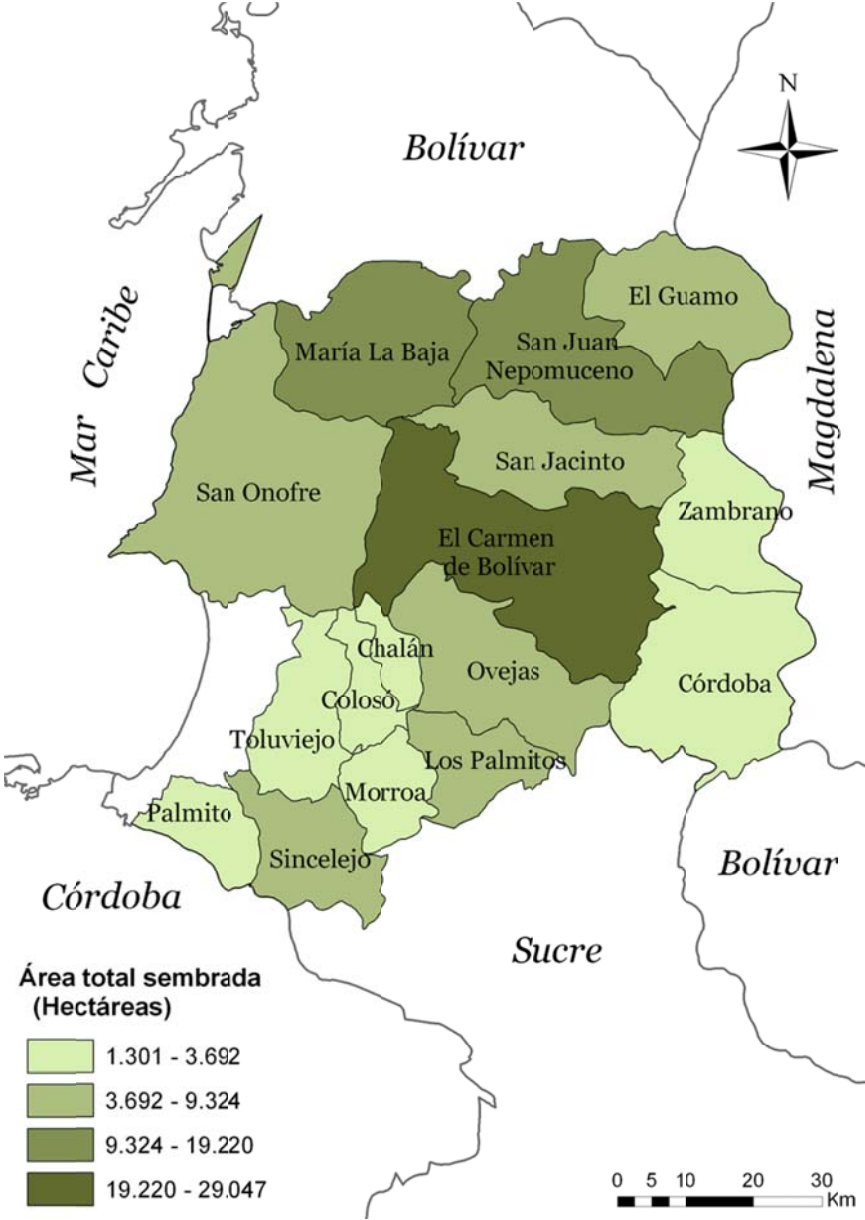 N
Bolívar
El Guamo
Mar Caribe
María La Baja
San Juan
Nepomuceno
Magdalena
San Jacinto
San Onofre
Zambrano
El Carmen
de Bolívar
Chalán
Ovejas
Colosó
Córdoba
Toluviejo
Los Palmitos
Morroa
Palmito
Sincelejo
Bolívar
Córdoba
Sucre
Área total sembrada
(Hectáreas)
1.301 - 3.692
3.692 - 9.324
9.324 - 19.220
19.220 - 29.047
0 5 10 20 30
Km